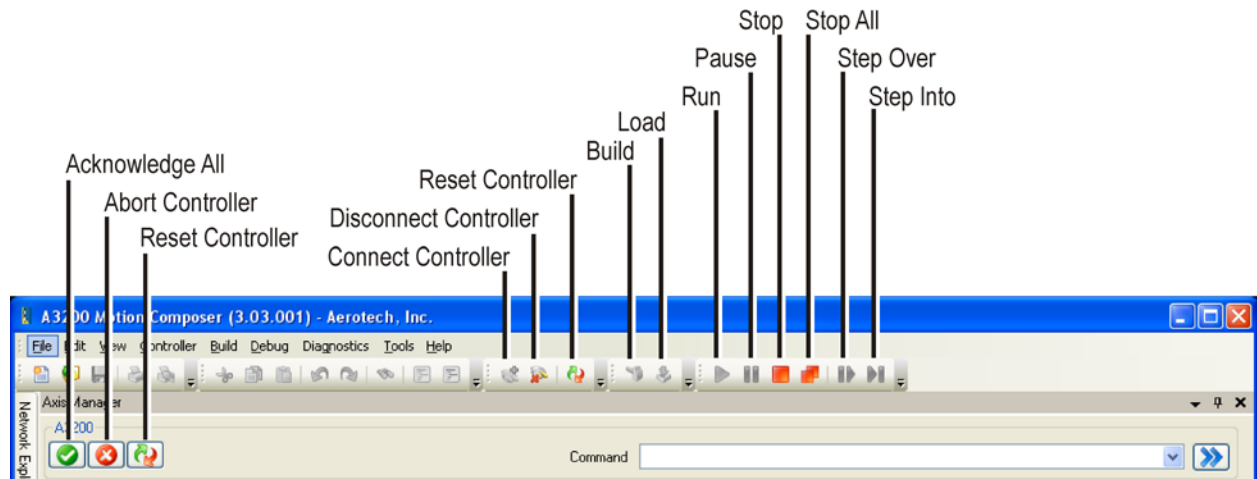 Stop Stop All
Pause Step Over
Run Step Into
Load
Build
Acknowledge All
Reset Controller
Abort Controller
Disconnect Controller
Reset Controller
Connect Controller
A3200 Motion Composer (3.03.001) - Aerotech, Inc.
File Edit View Controller Build Debug Diagnostics Tools Help
Axis Manager
Network Expl
A3200
Command